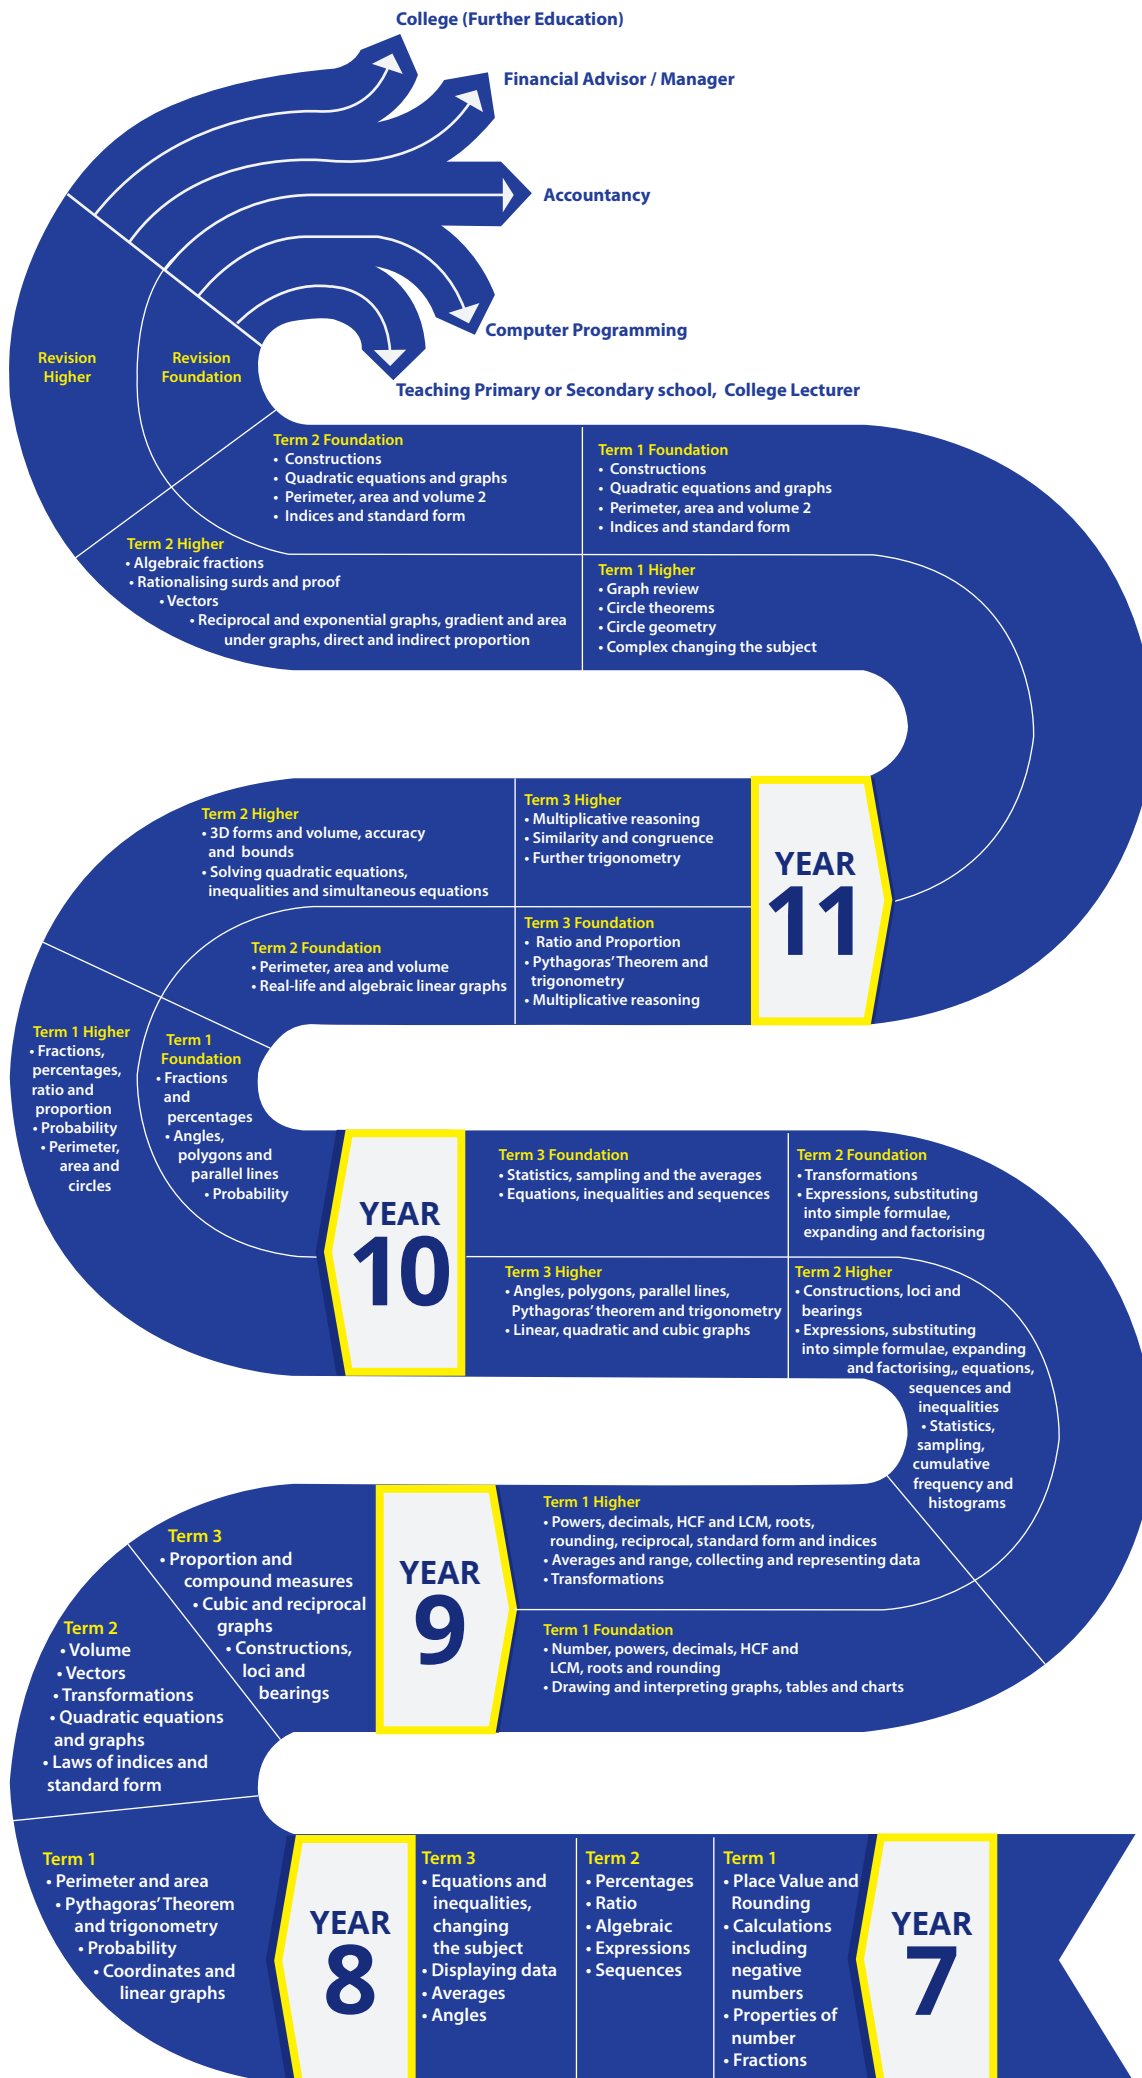 College (Further Education)
Financial Advisor / Manager
Accountancy
Computer Programming
Teaching Primary or Secondary school,  College Lecturer
Revision
Higher
Revision
Foundation
Term 2 Foundation
• Constructions
• Quadratic equations and graphs
• Perimeter, area and volume 2
• Indices and standard form
Term 1 Foundation
• Constructions
• Quadratic equations and graphs
• Perimeter, area and volume 2
• Indices and standard form
Term 2 Higher
• Algebraic fractions
• Rationalising surds and proof
• Vectors
• Reciprocal and exponential graphs, gradient and area
under graphs, direct and indirect proportion
Term 1 Higher
• Graph review
• Circle theorems
• Circle geometry
• Complex changing the subject
Term 2 Higher
• 3D forms and volume, accuracy
and bounds
• Solving quadratic equations,
inequalities and simultaneous equations
Term 3 Higher
• Multiplicative reasoning
• Similarity and congruence
• Further trigonometry
YEAR
11
Term 2 Foundation
• Perimeter, area and volume
• Real-life and algebraic linear graphs
Term 3 Foundation
• Ratio and Proportion
• Pythagoras' Theorem and
trigonometry
• Multiplicative reasoning
Term 1 Higher
• Fractions,
percentages,
ratio and
proportion
• Probability
• Perimeter,
area and
circles
Term 1
Foundation
• Fractions
and
percentages
• Angles,
polygons and
parallel lines
• Probability
YEAR
10
Term 3 Foundation
• Statistics, sampling and the averages
• Equations, inequalities and sequences
Term 2 Foundation
• Transformations
• Expressions, substituting
into simple formulae,
expanding and factorising
Term 3 Higher
• Angles, polygons, parallel lines,
Pythagoras' theorem and trigonometry
• Linear, quadratic and cubic graphs
Term 2 Higher
• Constructions, loci and
bearings
• Expressions, substituting
into simple formulae, expanding
and factorising,, equations,
sequences and
inequalities
• Statistics,
sampling,
cumulative
frequency and
histograms
Term 3
• Proportion and
compound measures
• Cubic and reciprocal
graphs
• Constructions,
loci and
bearings
YEAR
9
Term 1 Higher
• Powers, decimals, HCF and LCM, roots,
rounding, reciprocal, standard form and indices
• Averages and range, collecting and representing data
• Transformations
Term 1 Foundation
• Number, powers, decimals, HCF and
LCM, roots and rounding
• Drawing and interpreting graphs, tables and charts
Term 2
• Volume
• Vectors
• Transformations
• Quadratic equations
and graphs
• Laws of indices and
standard form
Term 1
• Perimeter and area
• Pythagoras' Theorem
and trigonometry
• Probability
• Coordinates and
linear graphs
YEAR
8
Term 3
• Equations and
inequalities,
changing
the subject
• Displaying data
• Averages
• Angles
Term 2
• Percentages
• Ratio
• Algebraic
• Expressions
• Sequences
Term 1
• Place Value and
Rounding
• Calculations
including
negative
numbers
• Properties of
number
• Fractions
YEAR
7